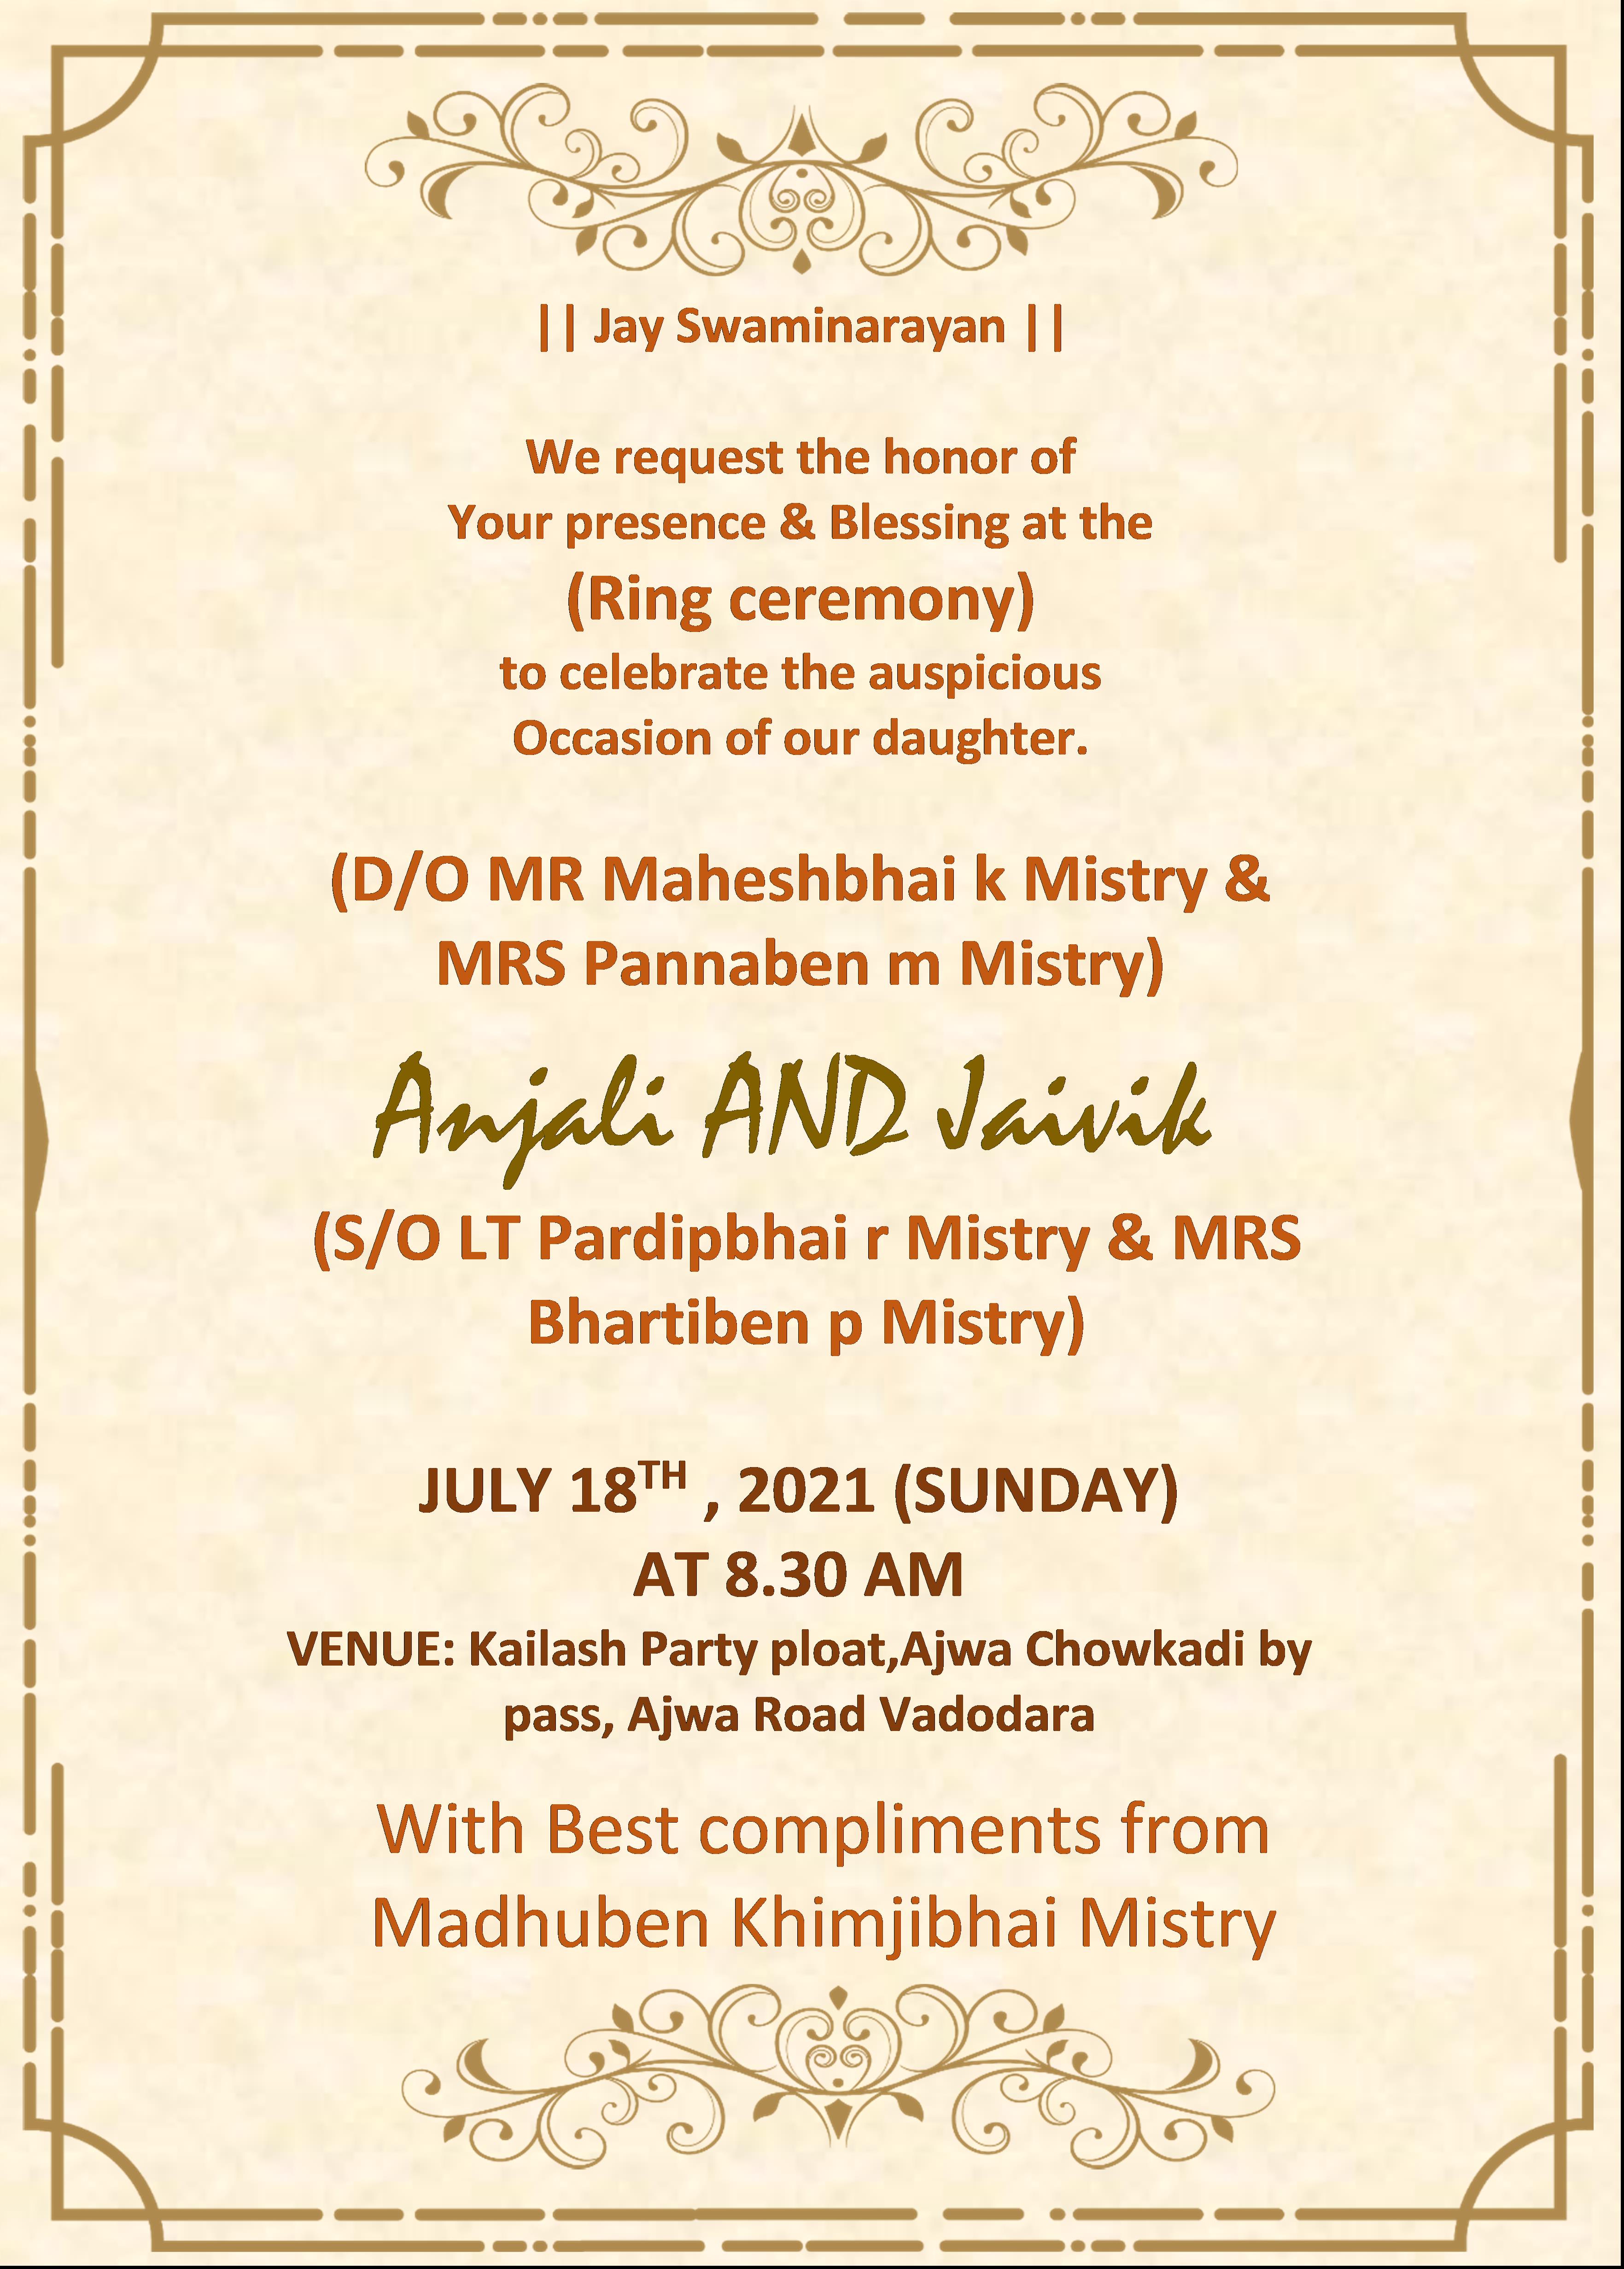 || Jay Swaminarayan ||
We request the honor of
Your presence & Blessing at the
(Ring ceremony)
to celebrate the auspicious
Occasion of our daughter.
(D/O MR Maheshbhai k Mistry &
MRS Pannaben m Mistry)
Anjali AND Jaivik
(S/O LT Pardipbhai r Mistry & MRS
Bhartiben p Mistry)
JULY 18TH , 2021 (SUNDAY)
AT 8.30 AM
VENUE: Kailash Party ploat,Ajwa Chowkadi by
pass, Ajwa Road Vadodara
With Best compliments from
Madhuben Khimjibhai Mistry